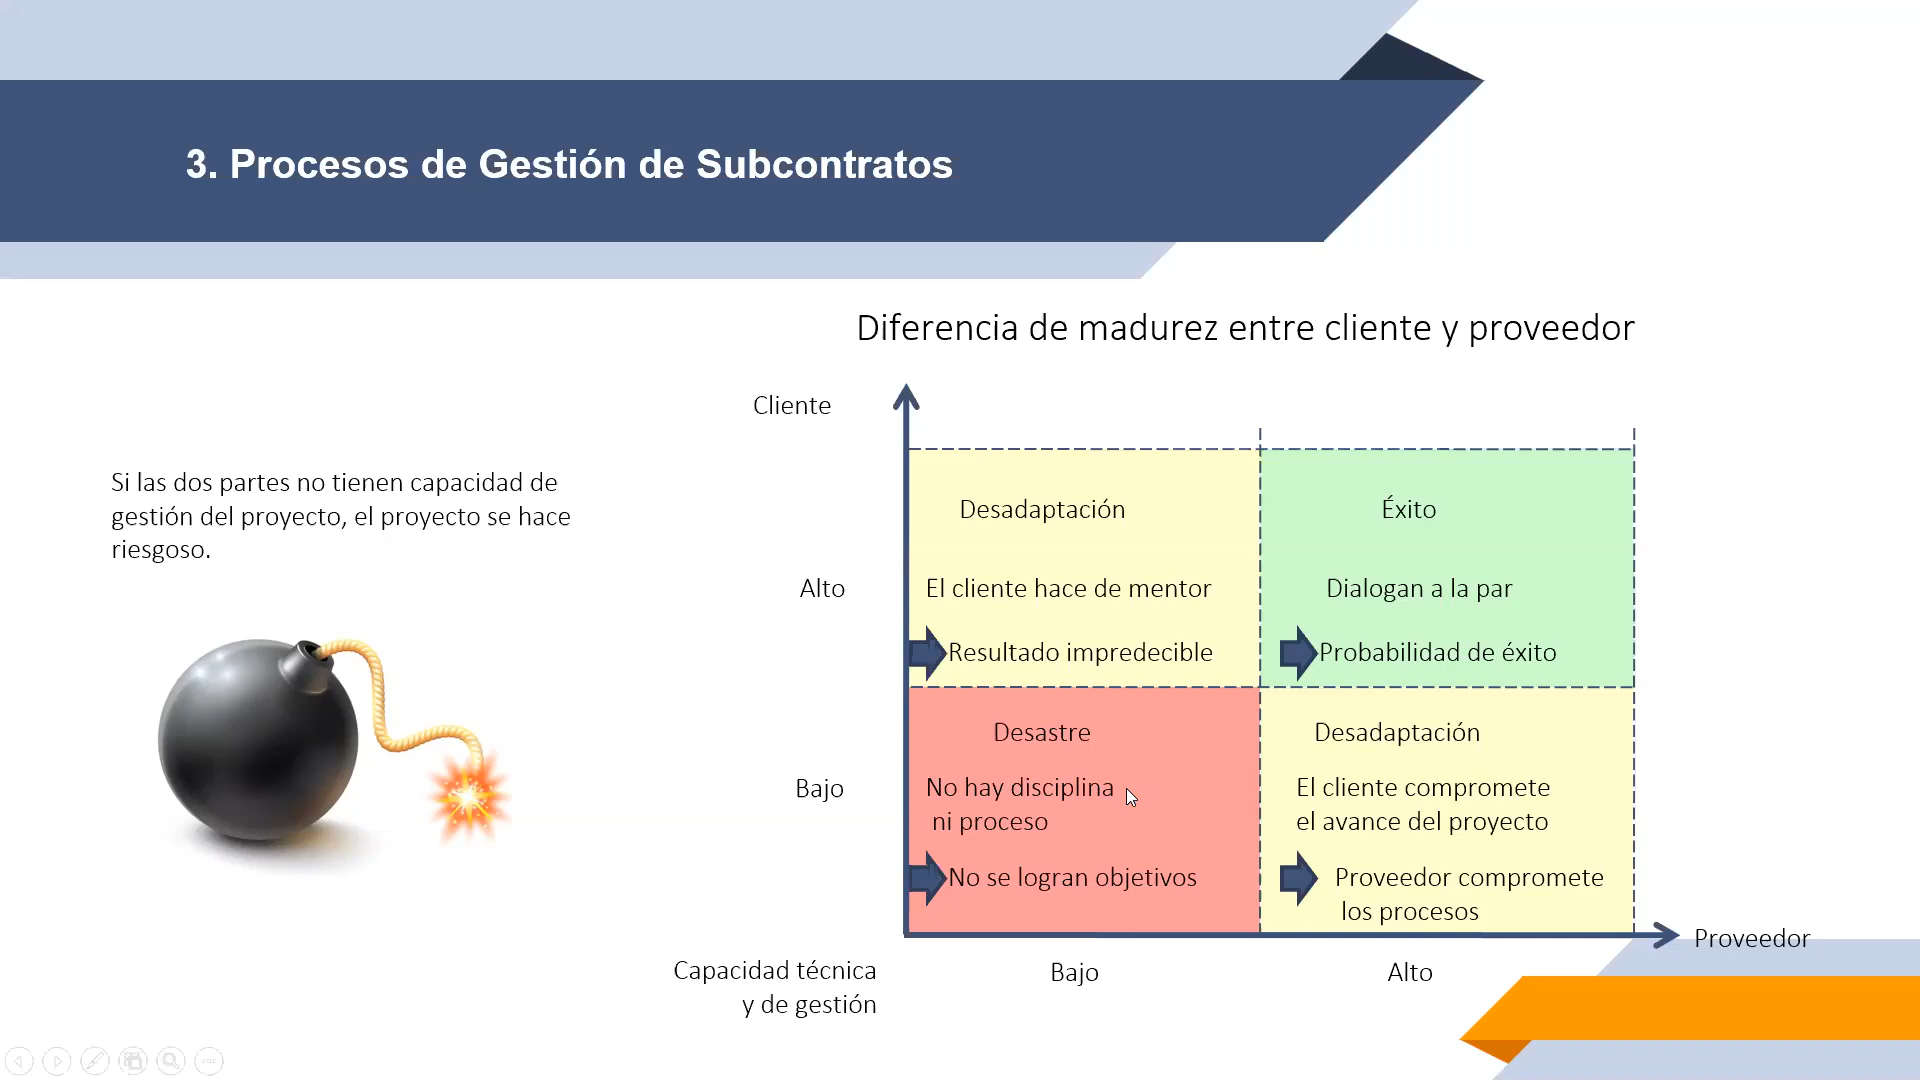 3. Procesos de Gestión de Subcontratos
Diferencia de madurez entre cliente y proveedor
Si las dos partes no tienen capacidad de
gestión del proyecto, el proyecto se hace
riesgoso.
Cliente
Alto
Bajo
Desadaptación
El cliente hace de mentor
Resultado impredecible
Éxito
Dialogan a la par
Probabilidad de éxito
Desastre
No hay disciplina
ni proceso
No se logran objetivos
Desadaptación
El cliente compromete
el avance del proyecto
Proveedor compromete
los procesos
Proveedor
Capacidad técnica
y de gestión
Bajo
Alto